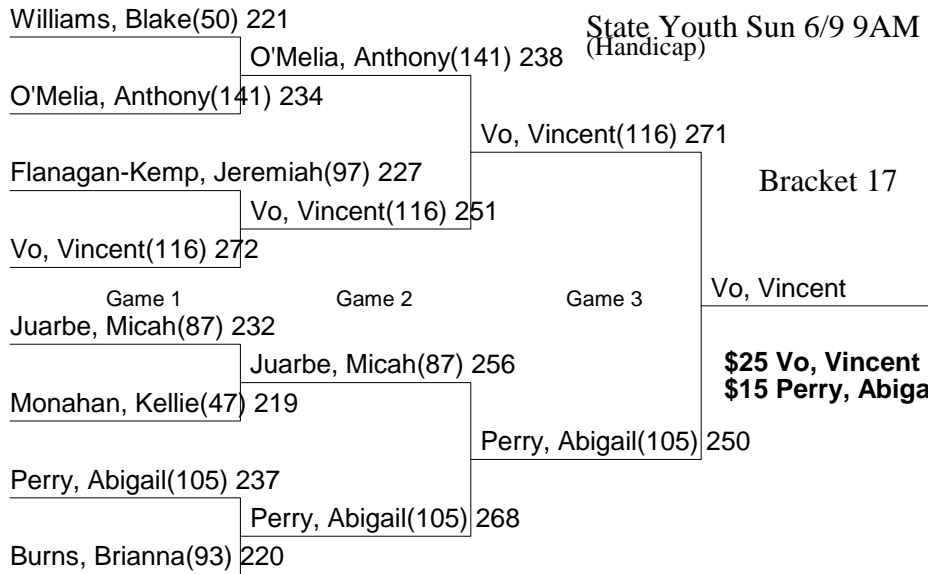 Williams, Blake(50) 221
State Youth Sun 6/9 9AM
(Handicap)
O'Melia, Anthony(141) 238
O'Melia, Anthony(141) 234
Vo, Vincent(116) 271
Flanagan-Kemp, Jeremiah(97) 227
Bracket 17
Vo, Vincent(116) 251
Vo, Vincent(116) 272
Game 1
Game 2
Game 3
Vo, Vincent
Juarbe, Micah(87) 232
Juarbe, Micah(87) 256
$25 Vo, Vincent
$15 Perry, Abiga
Monahan, Kellie(47) 219
Perry, Abigail(105) 250
Perry, Abigail(105) 237
Perry, Abigail(105) 268
Burns, Brianna(93) 220